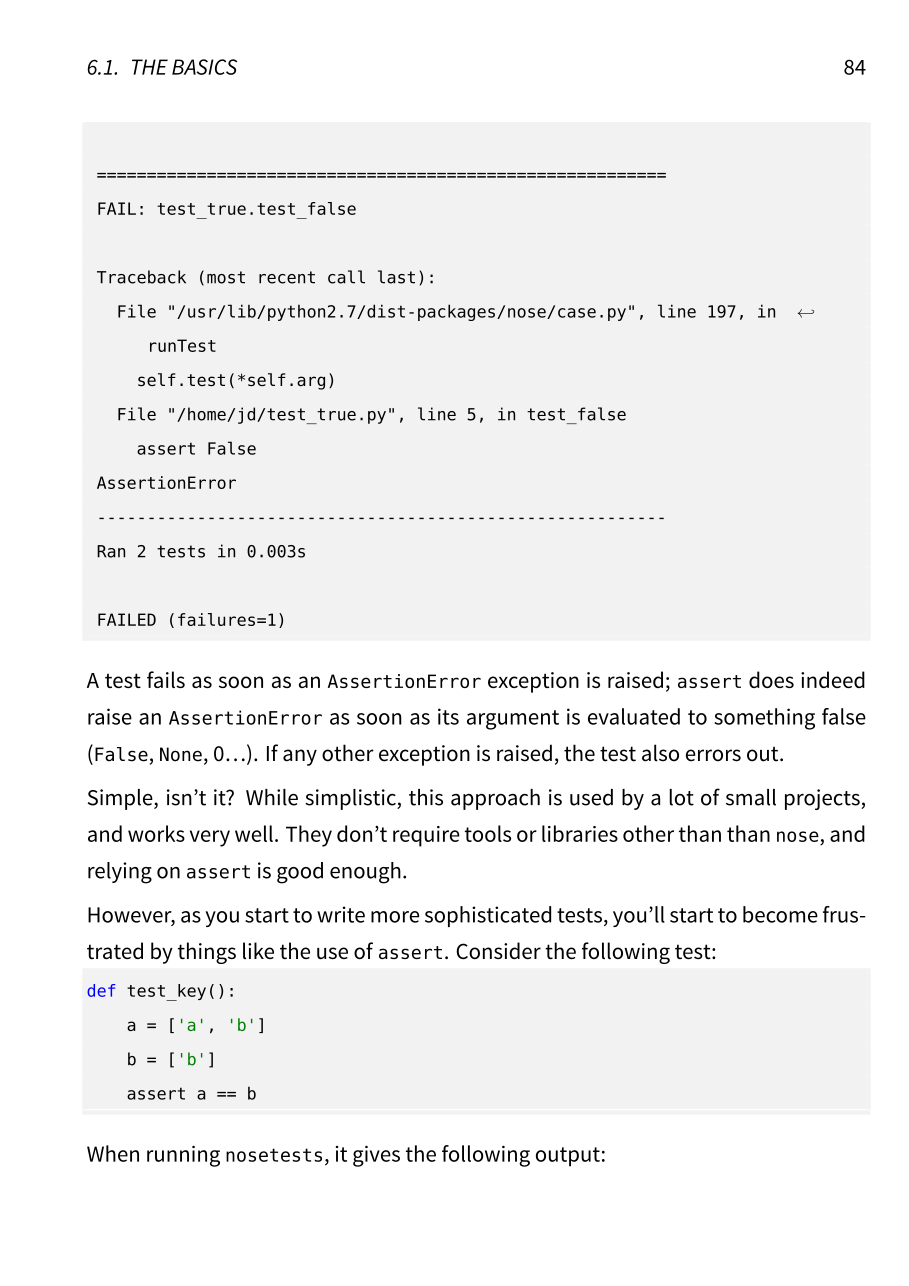 6.1. THE BASICS 84
=========================================================
FAIL: test_true.test_false
Traceback (most recent call last):
  File "/usr/lib/python2.7/dist-packages/nose/case.py", line 197, in ↩
     runTest
    self.test(*self.arg)
  File "/home/jd/test_true.py", line 5, in test_false
    assert False
AssertionError
---------------------------------------------------------
Ran 2 tests in 0.003s
FAILED (failures=1)
A test fails as soon as an AssertionError exception is raised; assert does indeed
raise an AssertionError as soon as its argument is evaluated to something false
(False, None, 0…). If any other exception is raised, the test also errors out.
Simple, isn’t it? While simplistic, this approach is used by a lot of small projects,
and works very well. They don’t require tools or libraries other than than nose, and
relying on assert is good enough.
However, as you start to write more sophisticated tests, you’ll start to become frus-
trated by things like the use of assert. Consider the following test:
def test_key():
    a = ['a', 'b']
    b = ['b']
    assert a == b
When running nosetests, it gives the following output: